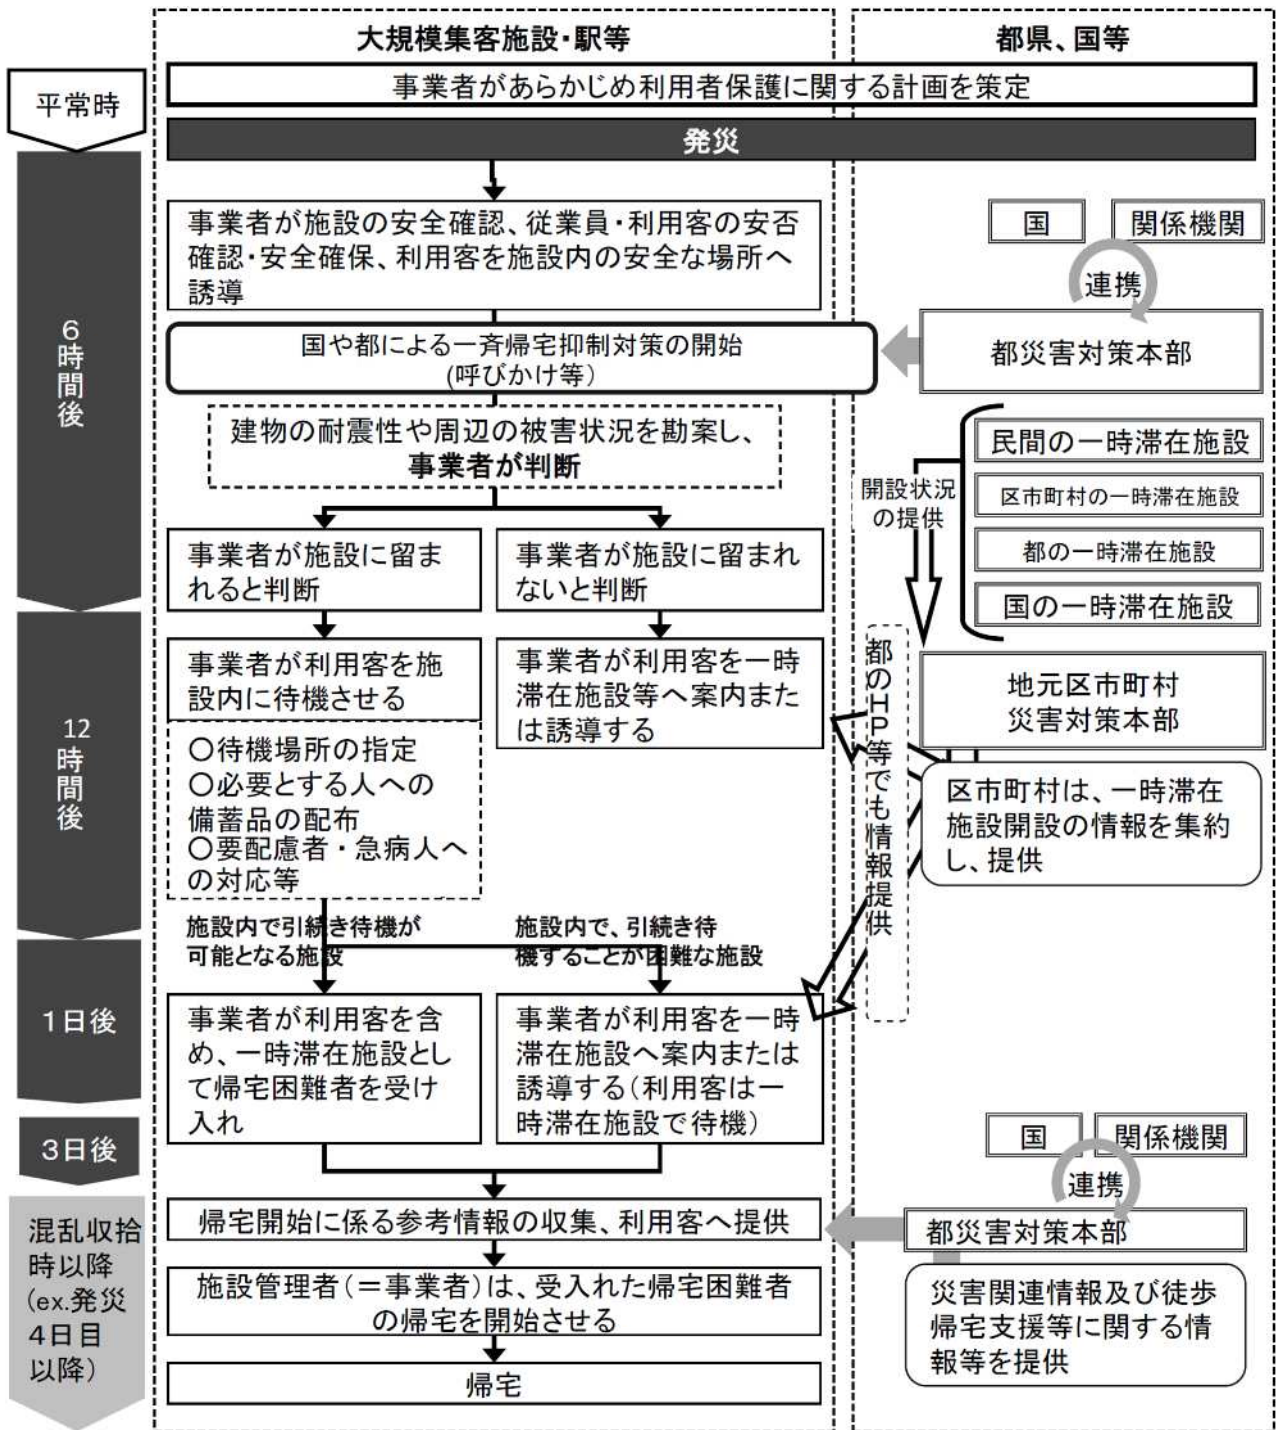 大規模集客施設・駅等
都県、国等
平常時
事業者があらかじめ利用者保護に関する計画を策定
発災
6時間後
事業者が施設の安全確認、従業員・利用客の安否
確認・安全確保、利用客を施設内の安全な場所へ
誘導
国
関係機関
連携
都災害対策本部
国や都による一斉帰宅抑制対策の開始
(呼びかけ等)
建物の耐震性や周辺の被害状況を勘案し、
事業者が判断
民間の一時滞在施設
区市町村の一時滞在施設
都の一時滞在施設
国の一時滞在施設
開設状況
の提供
事業者が施設に留ま
れると判断
事業者が施設に留まれ
ないと判断
12
時間後
事業者が利用客を施
設内に待機させる
事業者が利用客を一時
滞在施設等へ案内また
は誘導する
〇待機場所の指定
〇必要とする人への
備蓄品の配布
〇要配慮者・急病人へ
の対応等
都のHP等でも情報提供
地元区市町村
災害対策本部
区市町村は、一時滞在
施設開設の情報を集約
し、提供
施設内で引続き待機が
可能となる施設
施設内で、引続き待
機することが困難な施設
1日後
事業者が利用客を含
め、一時滞在施設とし
て帰宅困難者を受け
入れ
事業者が利用客を一時
滞在施設へ案内または
誘導する(利用客は一
時滞在施設で待機)
3日後
国
関係機関
連携
都災害対策本部
災害関連情報及び徒歩
帰宅支援等に関する情
報等を提供
混乱収拾
時以降
(ex.発災
4日目
以降)
帰宅開始に係る参考情報の収集、利用客へ提供
施設管理者(=事業者)は、受入れた帰宅困難者
の帰宅を開始させる
帰宅